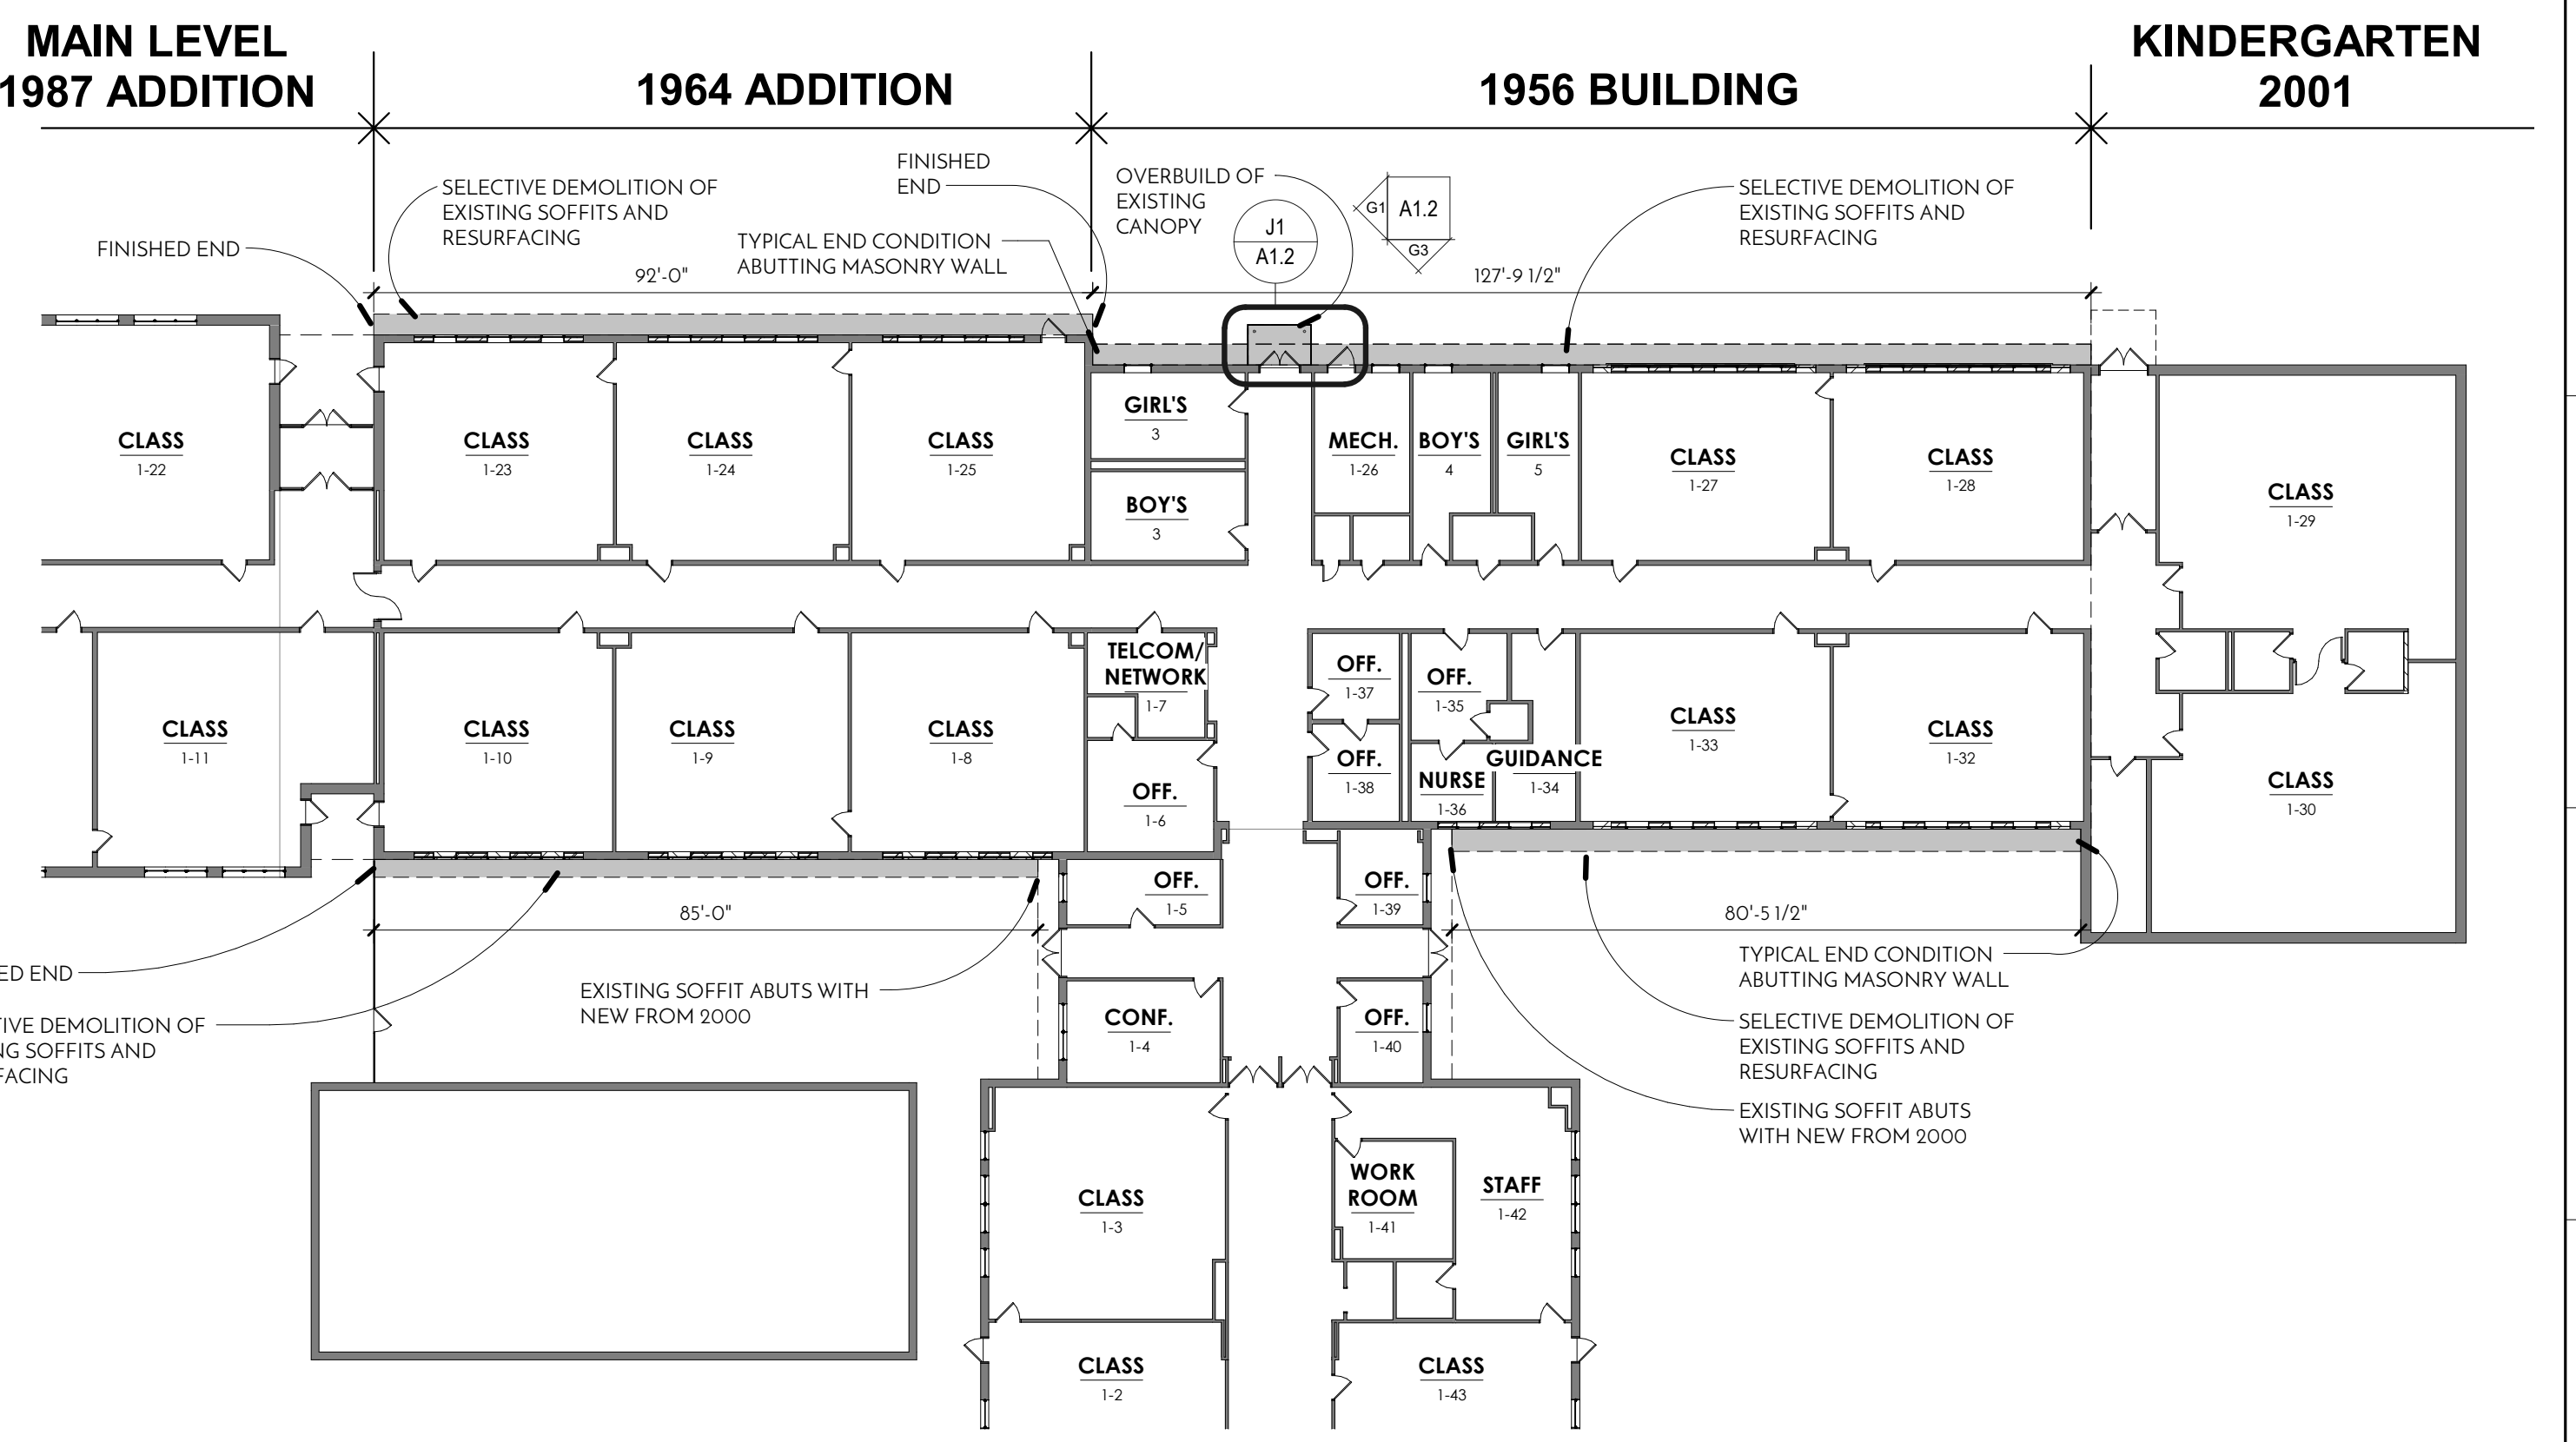 MAIN LEVEL
1987 ADDITION
1964 ADDITION
1956 BUILDING
KINDERGARTEN
2001
FINISHED END
SELECTIVE DEMOLITION OF
EXISTING SOFFITS AND
RESURFACING
FINISHED
END
TYPICAL END CONDITION
ABUTTING MASONRY WALL
92'-0"
OVERBUILD OF
EXISTING
CANOPY
J1
A1.2
G1
A1.2
G3
127'-9 1/2"
SELECTIVE DEMOLITION OF
EXISTING SOFFITS AND
RESURFACING
CLASS
1-22
CLASS
1-23
CLASS
1-24
CLASS
1-25
GIRL'S
3
BOY'S
3
MECH.
1-26
BOY'S
4
GIRL'S
5
CLASS
1-27
CLASS
1-28
CLASS
1-29
CLASS
1-11
CLASS
1-10
CLASS
1-9
CLASS
1-8
TELCOM/
NETWORK
1-7
OFF.
1-6
OFF.
1-37
OFF.
1-38
OFF.
1-35
NURSE
1-36
GUIDANCE
1-34
CLASS
1-33
CLASS
1-32
CLASS
1-30
OFF.
1-5
OFF.
1-39
85'-0"
80'-5 1/2"
ED END
TIVE DEMOLITION OF
NG SOFFITS AND
FACING
EXISTING SOFFIT ABUTS WITH
NEW FROM 2000
CONF.
1-4
OFF.
1-40
TYPICAL END CONDITION
ABUTTING MASONRY WALL
SELECTIVE DEMOLITION OF
EXISTING SOFFITS AND
RESURFACING
EXISTING SOFFIT ABUTS
WITH NEW FROM 2000
CLASS
1-3
WORK
ROOM
1-41
STAFF
1-42
CLASS
1-2
CLASS
1-43